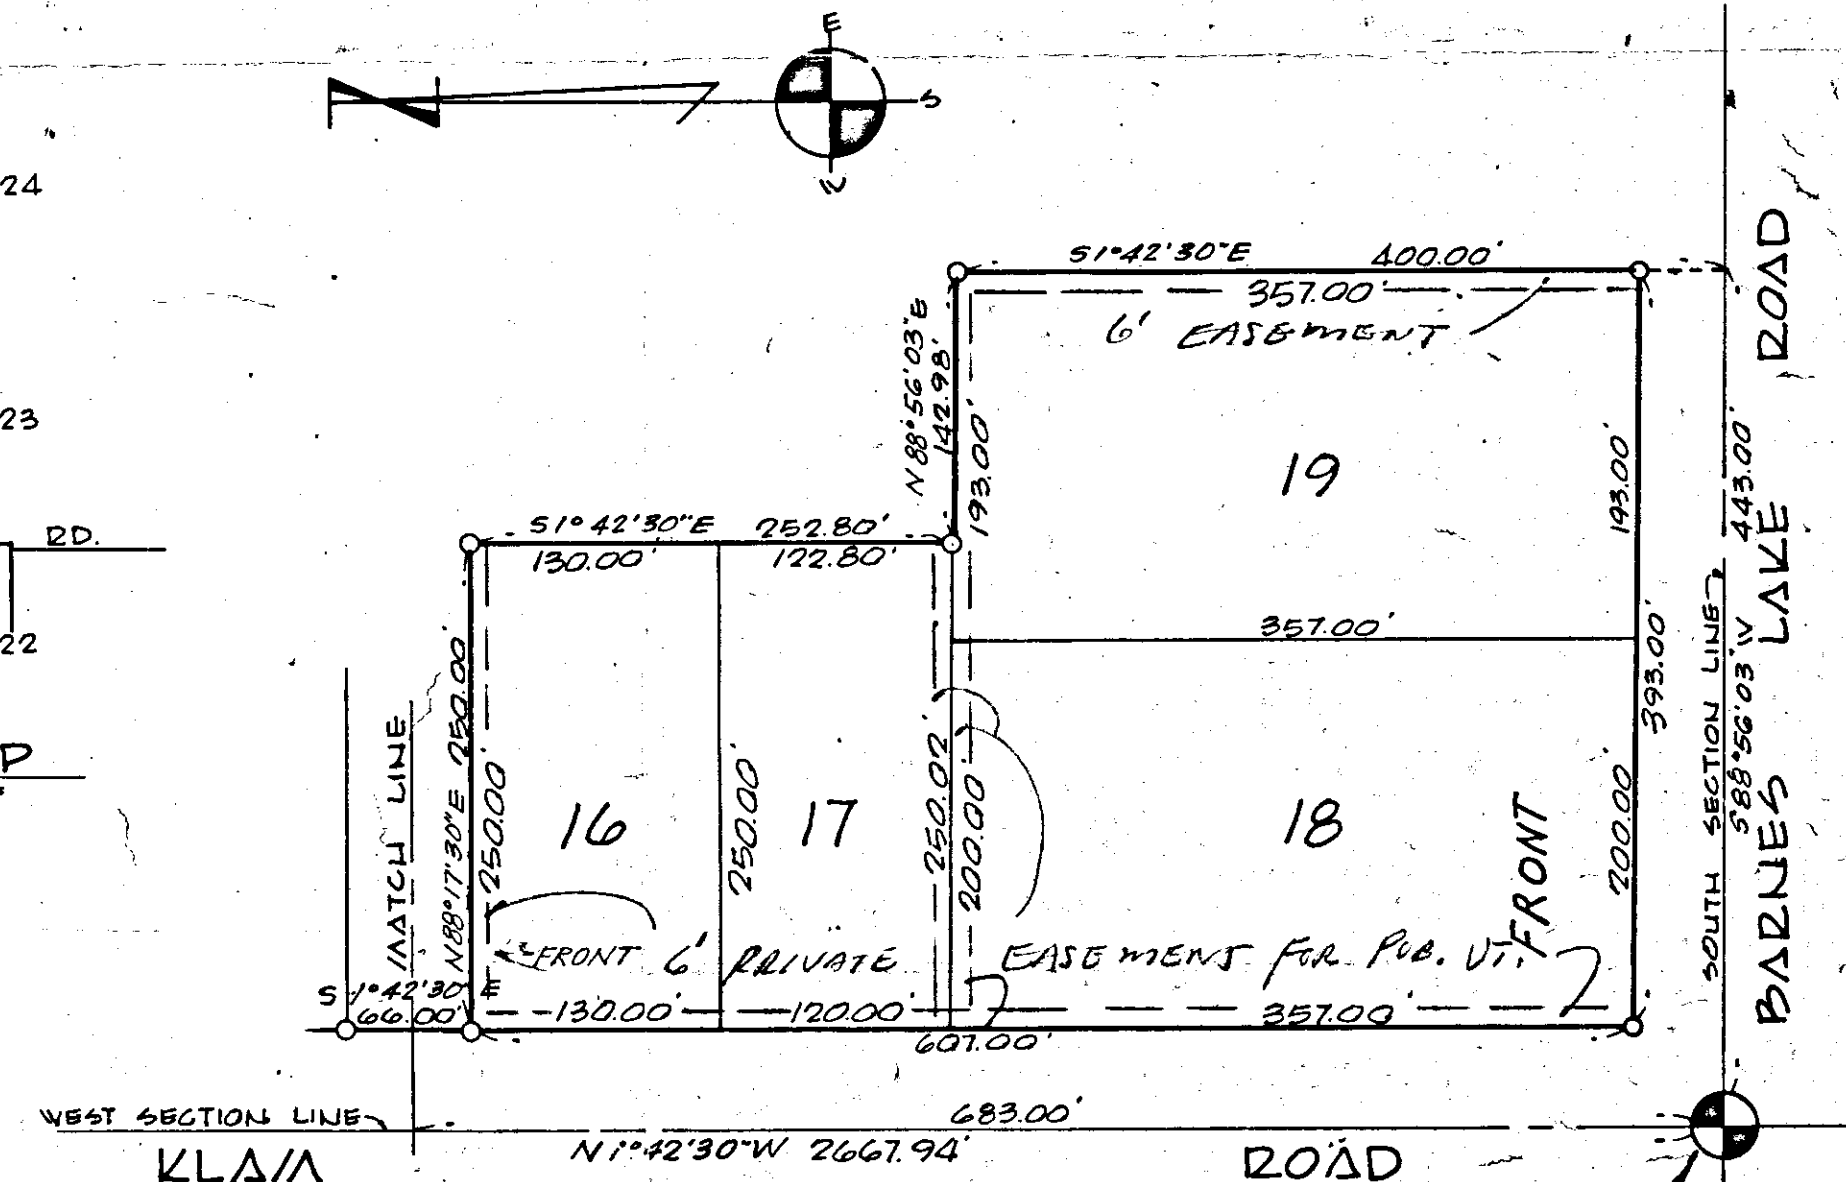 E
S
N
W
24
23
RD.
22
P
S1°42'30"E 400.00'
357.00'
6' EASEMENT
N88°56'03"E
142.98'
193.00'
19
193.00'
S1°42'30"E 252.80'
130.00'
122.80'
357.00'
393.00'
MATCH LINE
N88°17'30"E 250.00'
250.00'
16
250.00'
17
250.02'
200.00'
18
FRONT
200.00'
FRONT 6' PRIVATE EASEMENT FOR PUB. UT.
S 1°42'30" E
66.00'
130.00'
120.00'
357.00'
607.00'
SOUTH SECTION LINE
S88°56'03"W 443.00'
BARNES LAKE ROAD
WEST SECTION LINE
683.00'
N1°42'30"W 2667.94'
KLAM ROAD